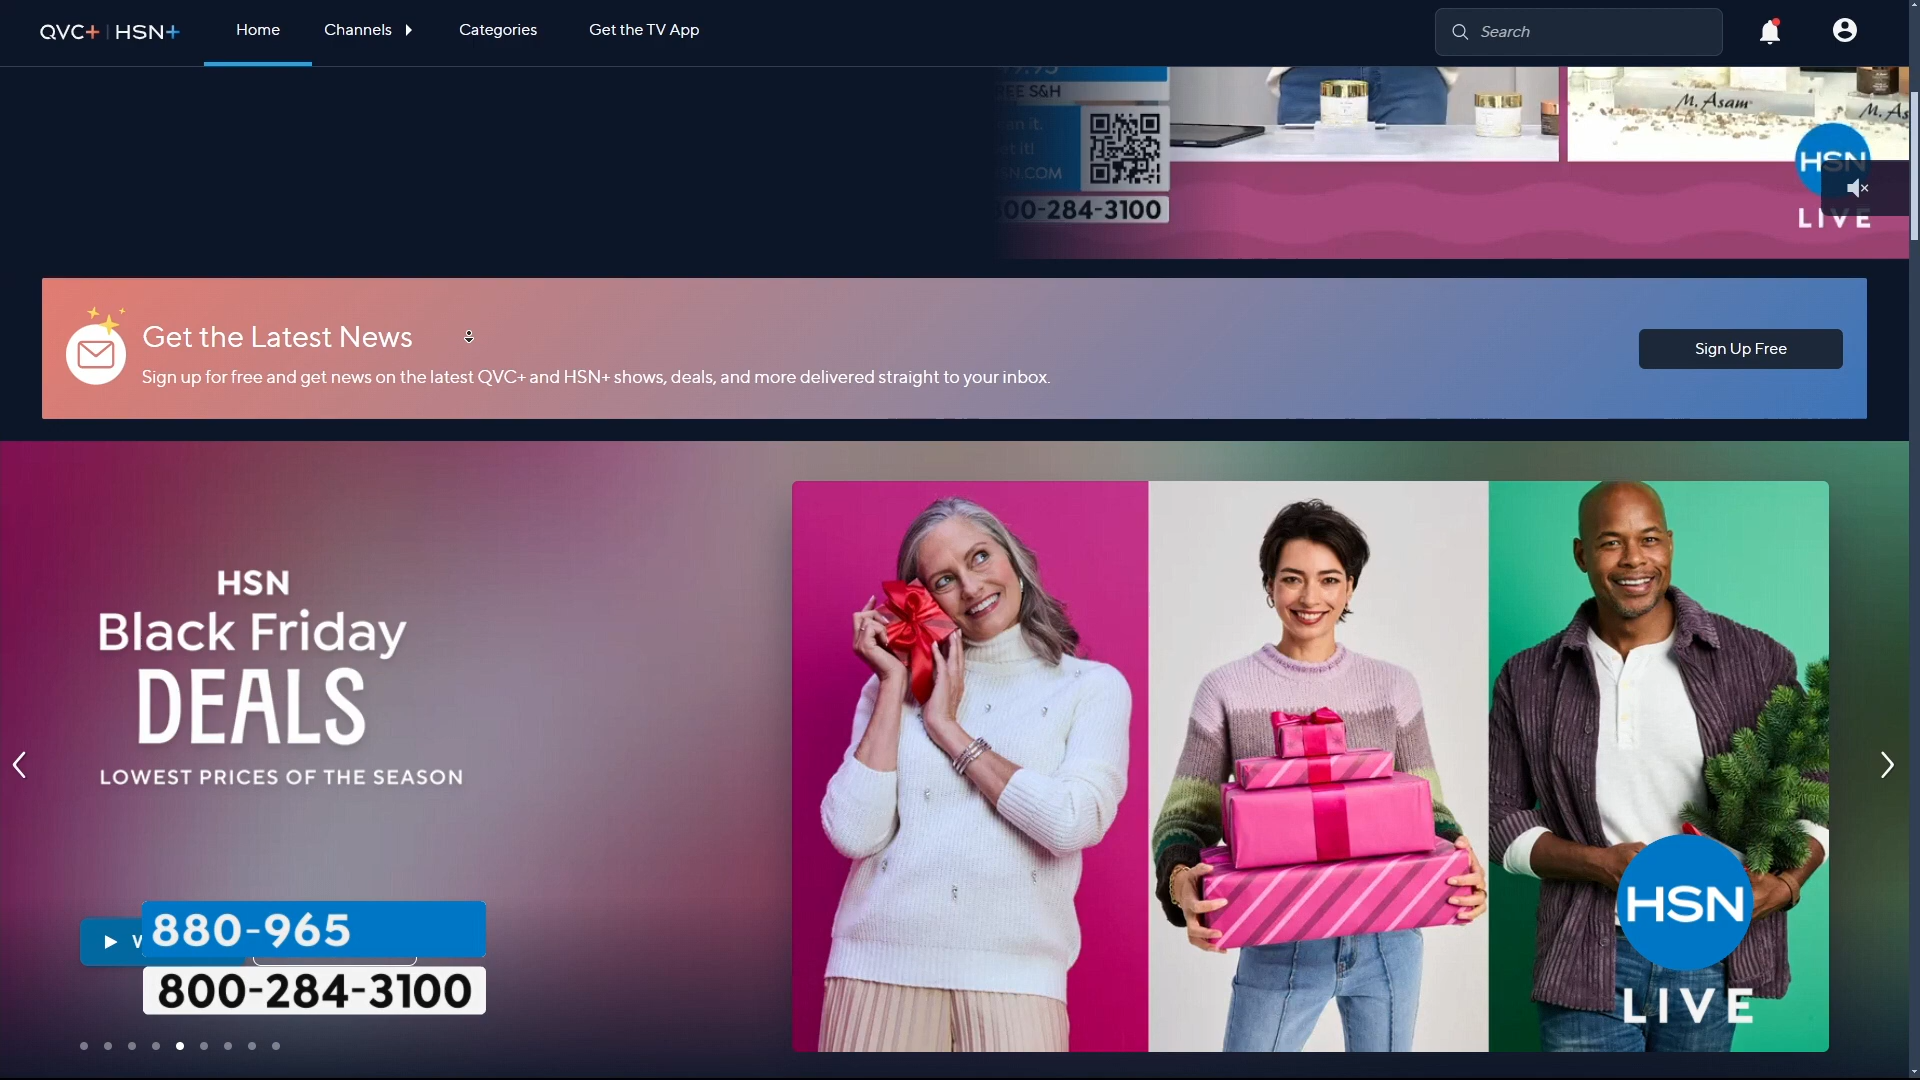 QVC+ | HSN+
Home
Channels
Categories
Get the TV App
Search
FREE S&H
HSN.COM
800-284-3100
M. Asam
HSN
LIVE
Get the Latest News
Sign up for free and get news on the latest QVC+ and HSN+ shows, deals, and more delivered straight to your inbox.
Sign Up Free
HSN
Black Friday
DEALS
LOWEST PRICES OF THE SEASON
880-965
800-284-3100
HSN
LIVE